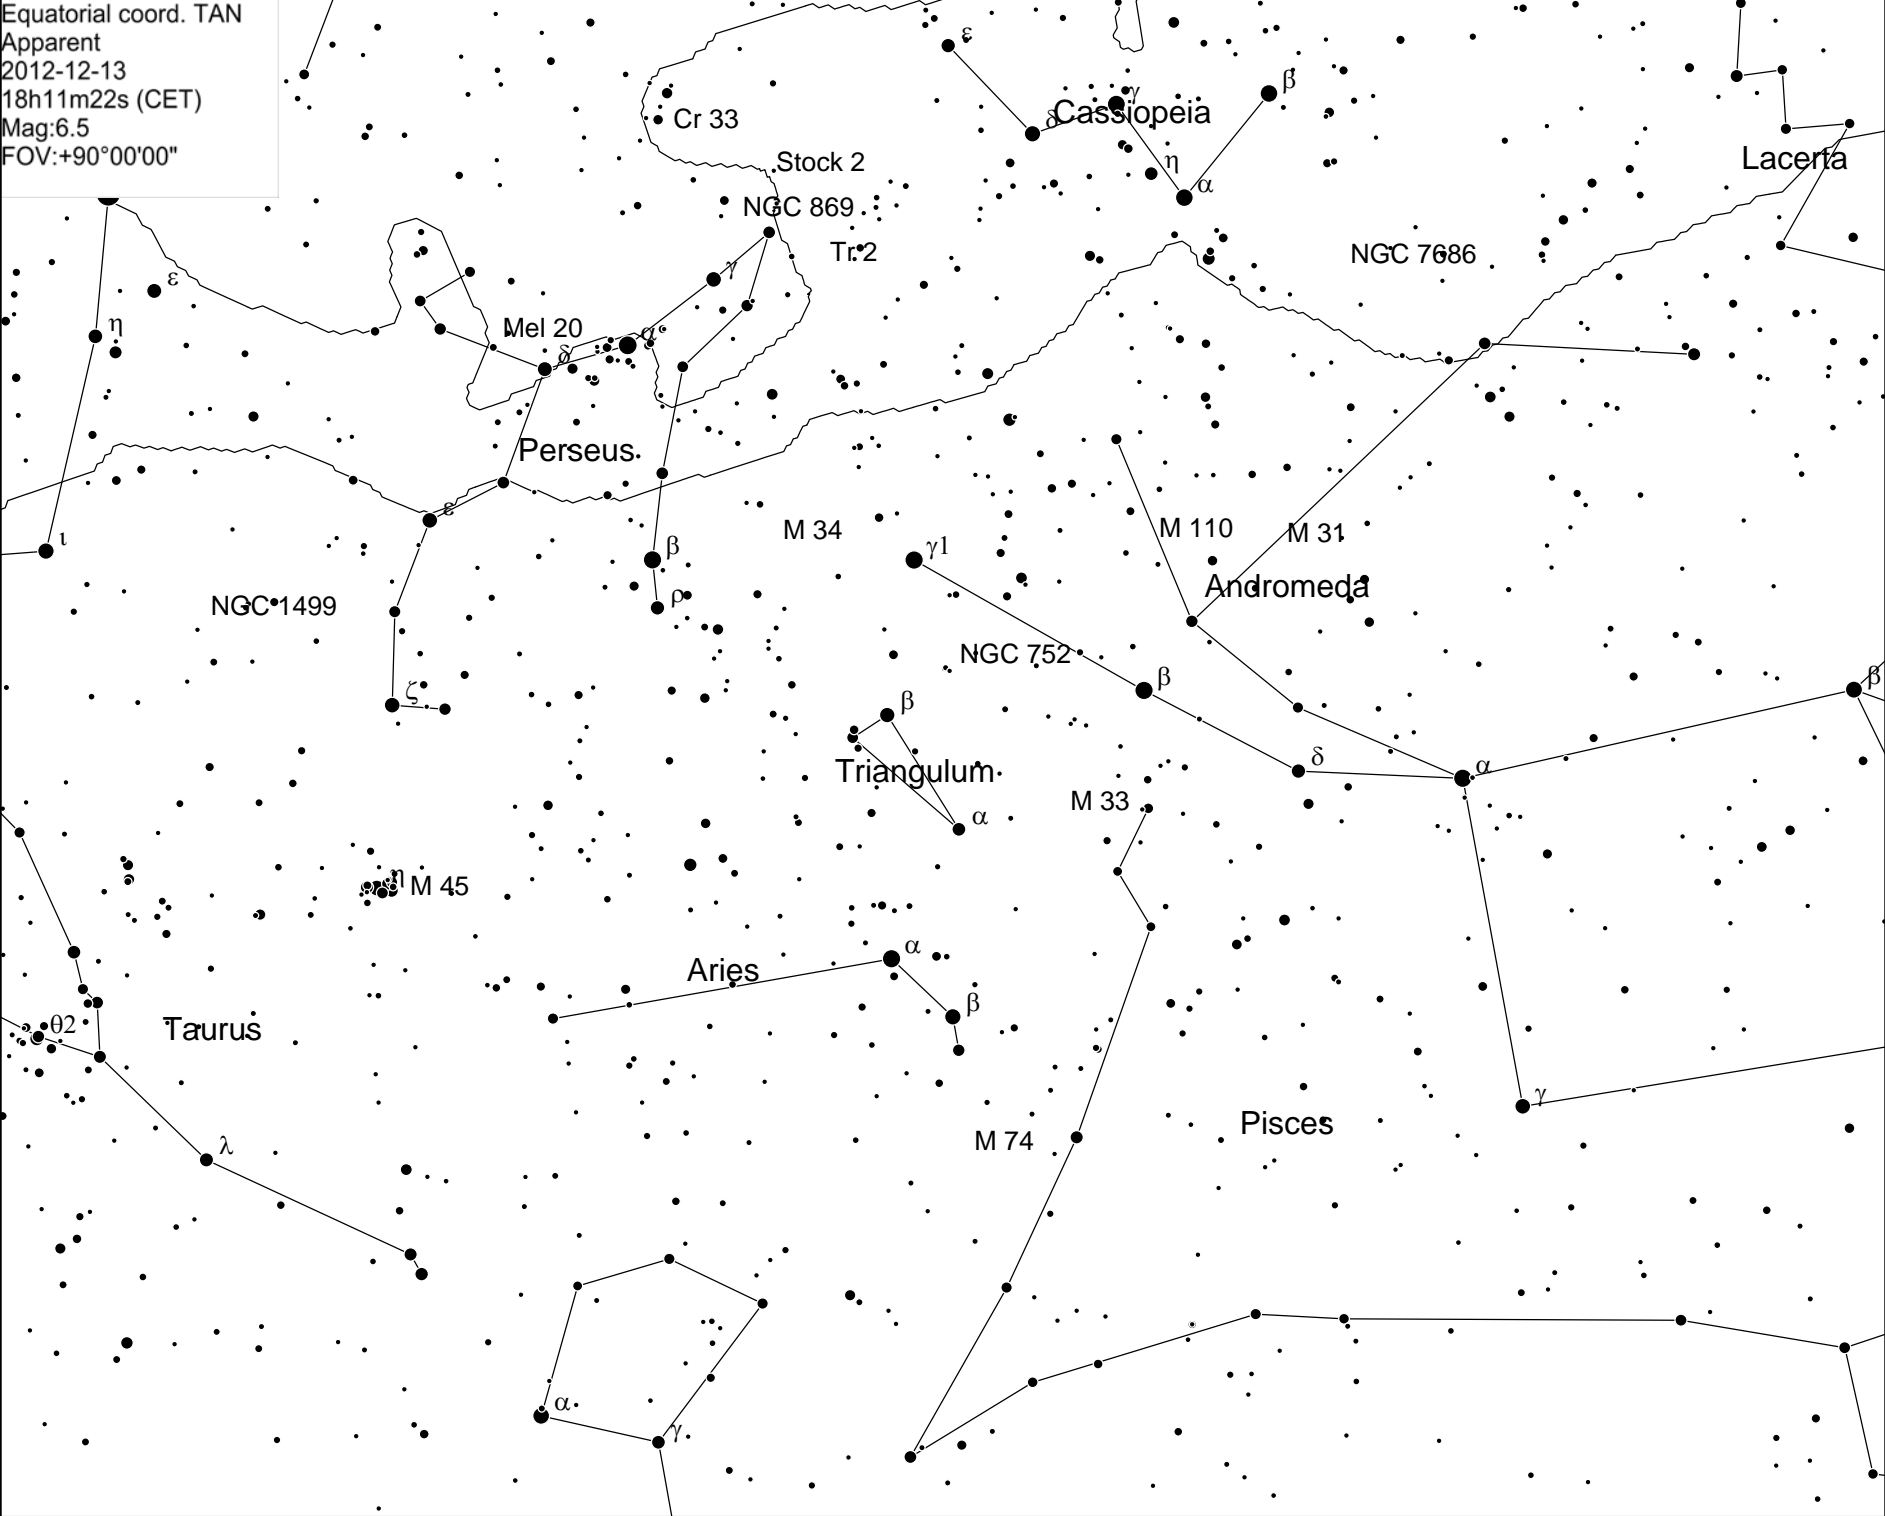 Equatorial coord. TAN
Apparent
2012-12-13
18h11m22s (CET)
Mag:6.5
FOV:+90°00'00"
ε
γ
β
Cr 33
δ
Cassiopeia
Stock 2
η
α
Lacerta
NGC 869
Tr 2
NGC 7686
ε
γ
η
Mel 20
α
δ
Perseus
ε
M 34
M 110
M 31
ι
β
γ1
Andromeda
ρ
NGC 1499
NGC 752
β
β
ζ
β
δ
α
Triangulum
M 33
α
η
M 45
α
Aries
β
θ2
Taurus
γ
Pisces
M 74
λ
α
γ